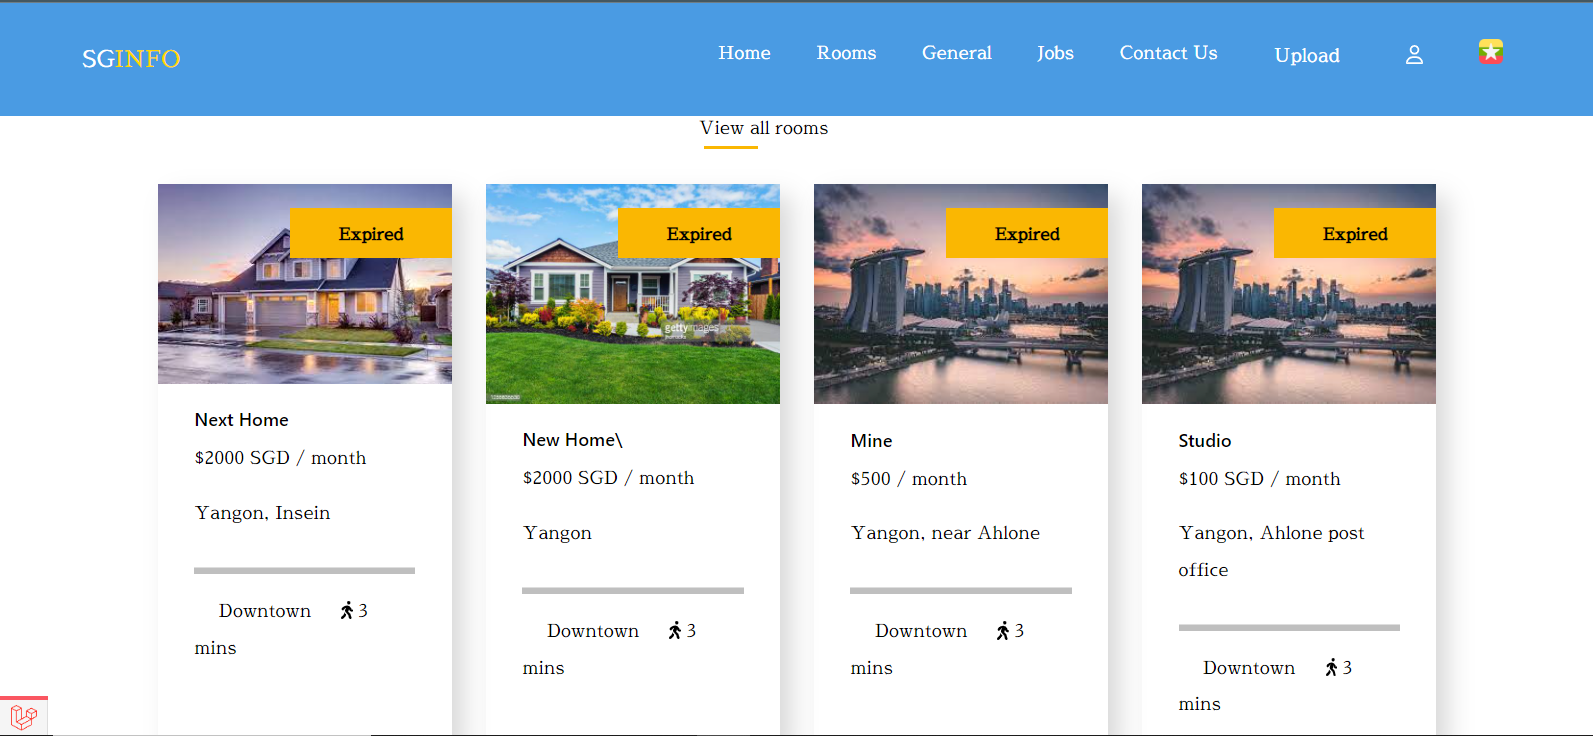 SGINFO
Home Rooms General Jobs Contact Us Upload
View all rooms
Expired
Next Home
$2000 SGD / month
Yangon, Insein
Downtown 3
mins
Expired
gettyimages
New Home\
$2000 SGD / month
Yangon
Downtown 3
mins
Expired
Mine
$500 / month
Yangon, near Ahlone
Downtown 3
mins
Expired
Studio
$100 SGD / month
Yangon, Ahlone post
office
Downtown 3
mins